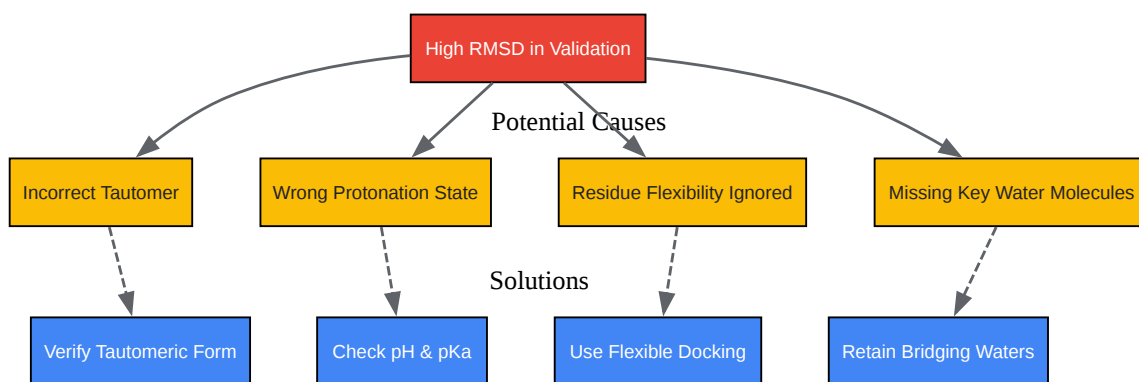 High RMSD in Validation
Potential Causes
Incorrect Tautomer
Wrong Protonation State
Residue Flexibility Ignored
Missing Key Water Molecules
Solutions
Verify Tautomeric Form
Check pH & pKa
Use Flexible Docking
Retain Bridging Waters